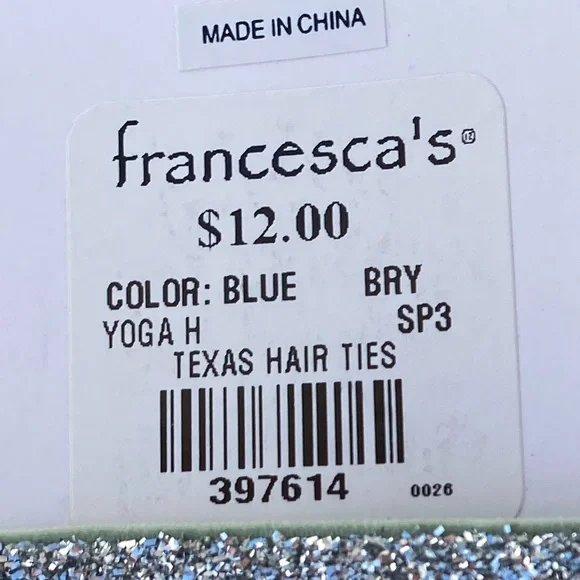 MADE IN CHINA
francesca's®
$12.00
COLOR: BLUE BRY
YOGA H SP3
TEXAS HAIR TIES
397614 0026